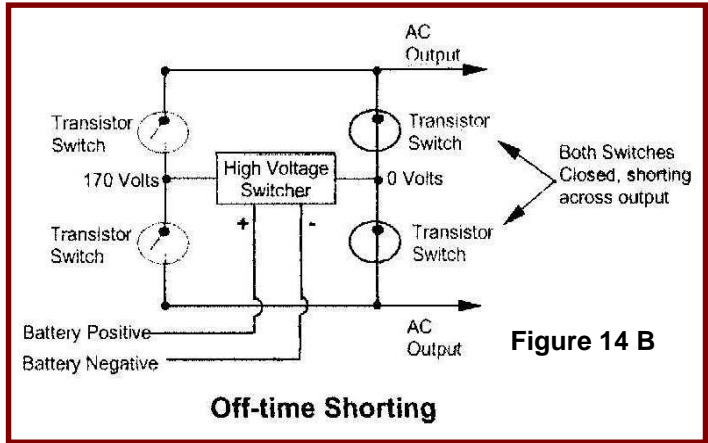 AC
Output
Transistor
Switch
Transistor
Switch
High Voltage
Switcher
170 Volts
0 Volts
Both Switches
Closed, shorting
across output
+
-
Transistor
Switch
Transistor
Switch
Battery Positive
Battery Negative
AC
Output
Figure 14 B
Off-time Shorting